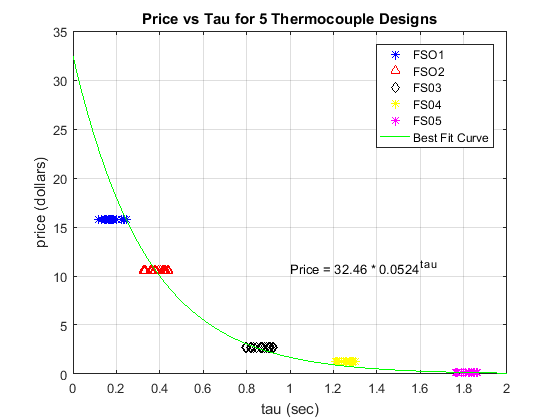 Price vs Tau for 5 Thermocouple Designs
35
30
25
20
15
10
5
0
price (dollars)
FSO1
FSO2
FS03
FS04
FS05
Best Fit Curve
Price = 32.46 * 0.0524^tau
0 0.2 0.4 0.6 0.8 1 1.2 1.4 1.6 1.8 2
tau (sec)